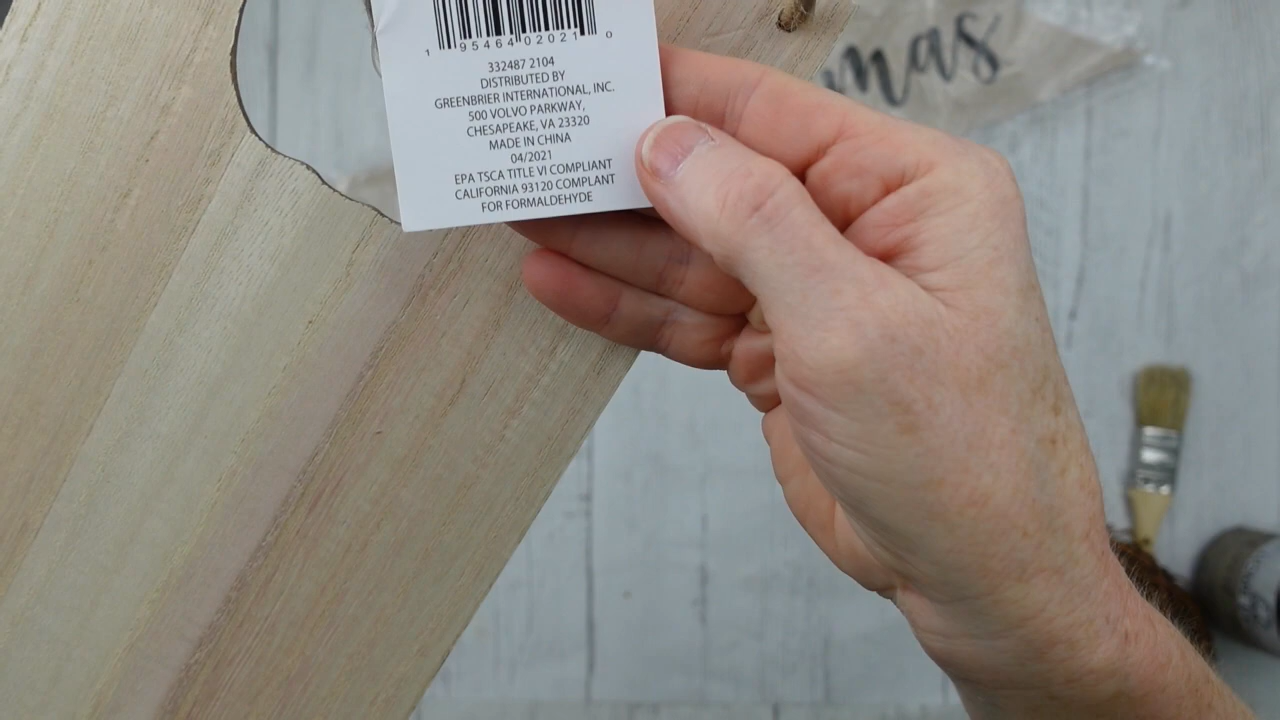 1 95464 02021 0
332487 2104
DISTRIBUTED BY
GREENBRIER INTERNATIONAL, INC.
500 VOLVO PARKWAY,
CHESAPEAKE, VA 23320
MADE IN CHINA
04/2021
EPA TSCA TITLE VI COMPLIANT
CALIFORNIA 93120 COMPLANT
FOR FORMALDEHYDE
mas